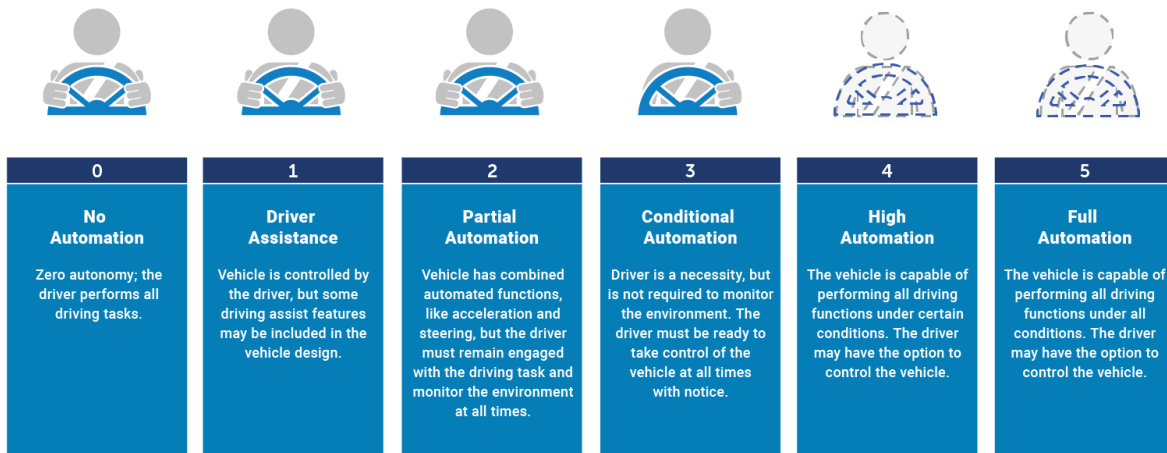 0
No
Automation
Zero autonomy; the
driver performs all
driving tasks.
1
Driver
Assistance
Vehicle is controlled by
the driver, but some
driving assist features
may be included in the
vehicle design.
2
Partial
Automation
Vehicle has combined
automated functions,
like acceleration and
steering, but the driver
must remain engaged
with the driving task and
monitor the environment
at all times.
3
Conditional
Automation
Driver is a necessity, but
is not required to monitor
the environment. The
driver must be ready to
take control of the
vehicle at all times
with notice.
4
High
Automation
The vehicle is capable of
performing all driving
functions under certain
conditions. The driver
may have the option to
control the vehicle.
5
Full
Automation
The vehicle is capable of
performing all driving
functions under all
conditions. The driver
may have the option to
control the vehicle.